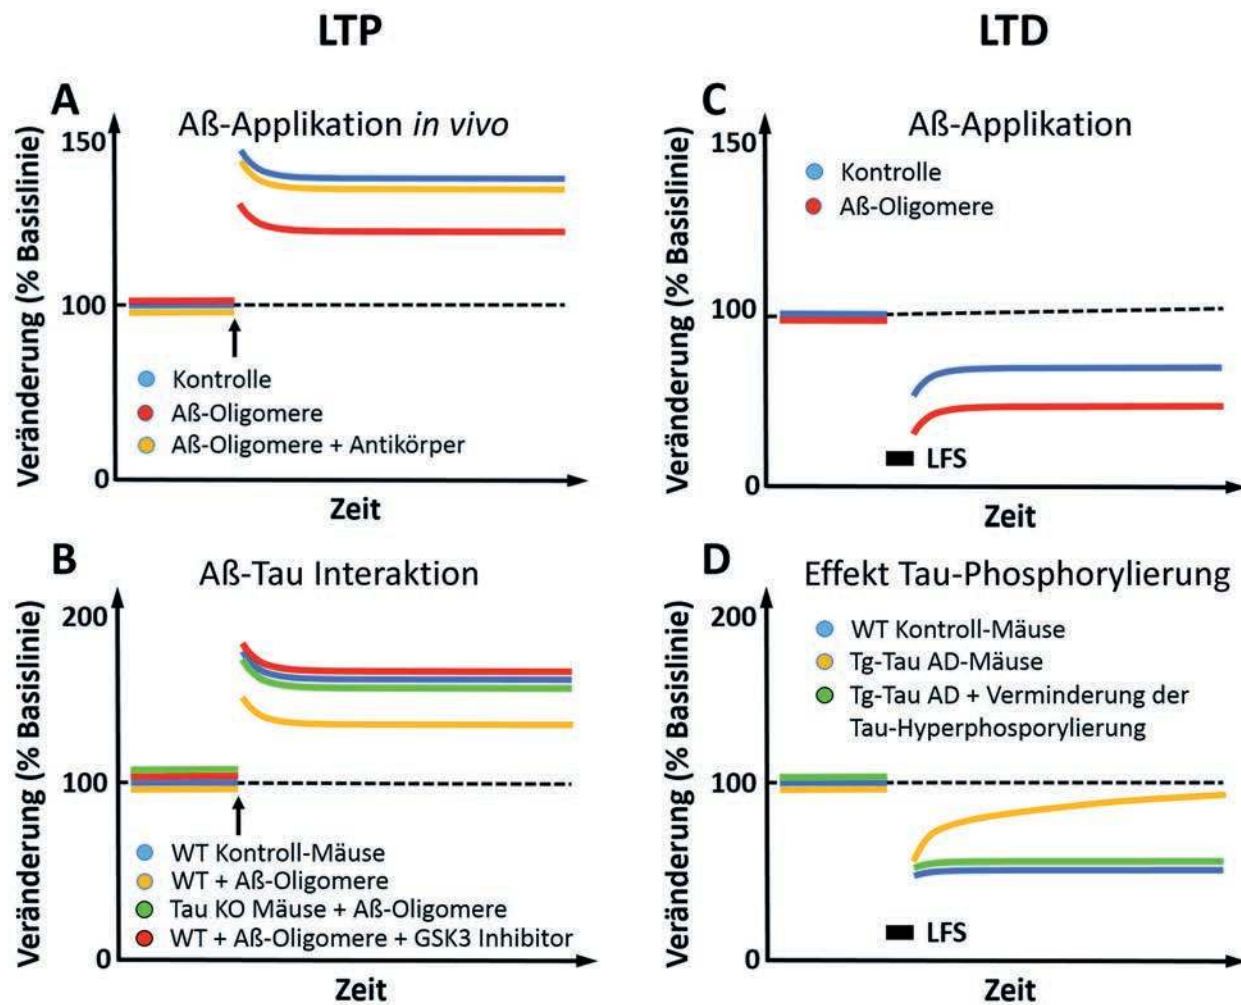 LTP
LTD
A
Aß-Applikation in vivo
Veränderung (% Basislinie)
150
100
0
Kontrolle
Aß-Oligomere
Aß-Oligomere + Antikörper
Zeit
C
Aß-Applikation
Veränderung (% Basislinie)
150
100
0
Kontrolle
Aß-Oligomere
LFS
Zeit
B
Aß-Tau Interaktion
Veränderung (% Basislinie)
200
100
0
WT Kontroll-Mäuse
WT + Aß-Oligomere
Tau KO Mäuse + Aß-Oligomere
WT + Aß-Oligomere + GSK3 Inhibitor
Zeit
D
Effekt Tau-Phosphorylierung
Veränderung (% Basislinie)
200
100
0
WT Kontroll-Mäuse
Tg-Tau AD-Mäuse
Tg-Tau AD + Verminderung der
Tau-Hyperphosporylierung
LFS
Zeit